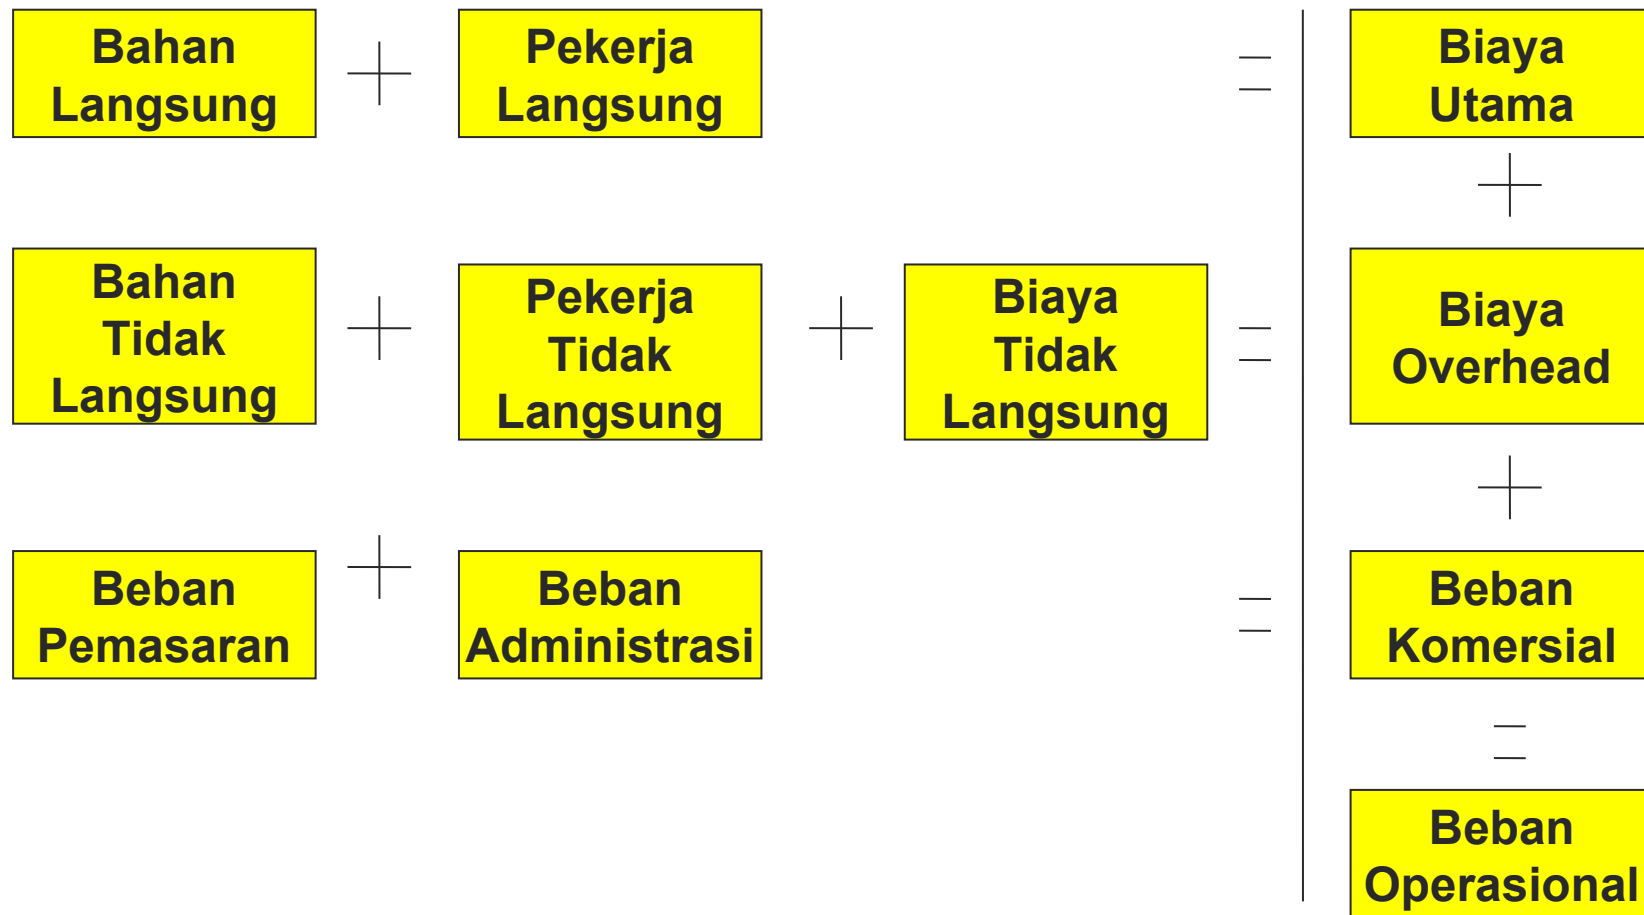 Bahan
Langsung
+
Pekerja
Langsung
=
Biaya
Utama
+
Bahan
Tidak
Langsung
+
Pekerja
Tidak
Langsung
+
Biaya
Tidak
Langsung
=
Biaya
Overhead
+
Beban
Pemasaran
+
Beban
Administrasi
=
Beban
Komersial
=
Beban
Operasional